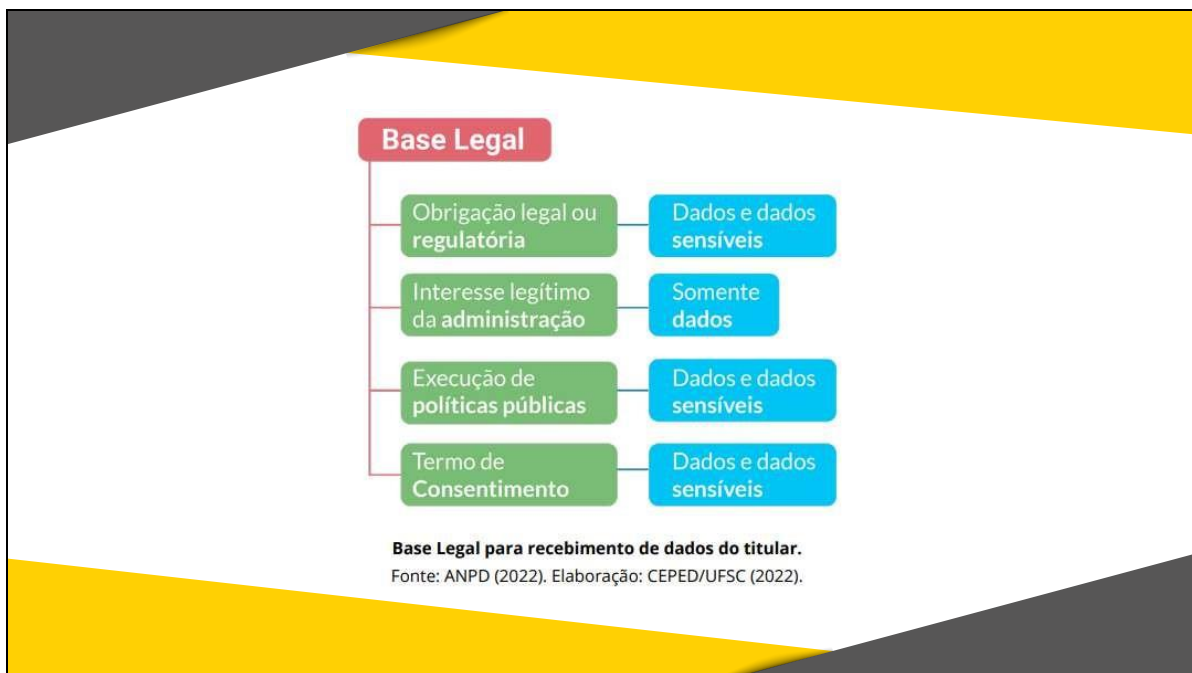 Base Legal
Obrigação legal ou
regulatória
Dados e dados
sensíveis
Interesse legítimo
da administração
Somente
dados
Execução de
políticas públicas
Dados e dados
sensíveis
Termo de
Consentimento
Dados e dados
sensíveis
Base Legal para recebimento de dados do titular.
Fonte: ANPD (2022). Elaboração: CEPED/UFSC (2022).